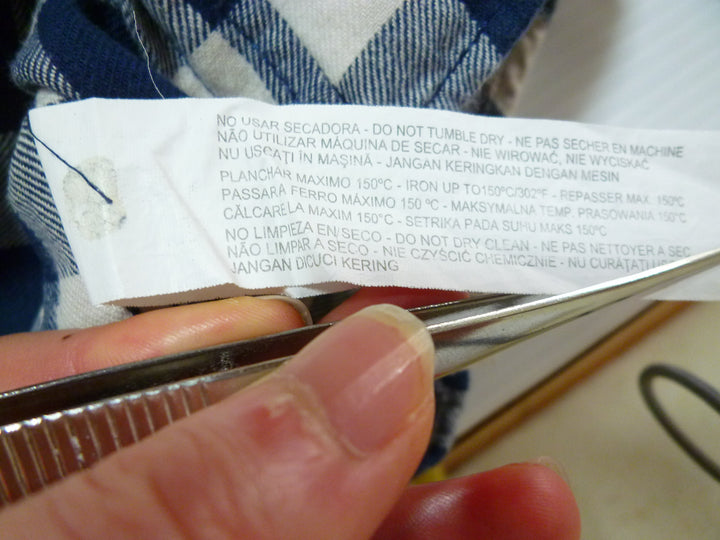 NO USAR SECADORA - DO NOT TUMBLE DRY - NE PAS SECHER EN MACHINE
NÃO UTILIZAR MÁQUINA DE SECAR - NIE WIROWAĆ, NIE WYCISKAĆ
NU USCAȚI ÎN MAȘINĂ - JANGAN KERINGKAN DENGAN MESIN
PLANCHAR MAXIMO 150ºC - IRON UP TO150ºC/302ºF - REPASSER MAX. 150ºC
PASSAR A FERRO MÁXIMO 150 ºC - MAKSYMALNA TEMP. PRASOWANIA 150ºC
CĂLCARE LA MAXIM 150°C - SETRIKA PADA SUHU MAKS 150ºC
NO LIMPIEZA EN SECO - DO NOT DRY CLEAN - NE PAS NETTOYER A SEC
NÃO LIMPAR A SECO - NIE CZYŚCIĆ CHEMICZNIE - NU CURĂȚAȚI
JANGAN DICUCI KERING